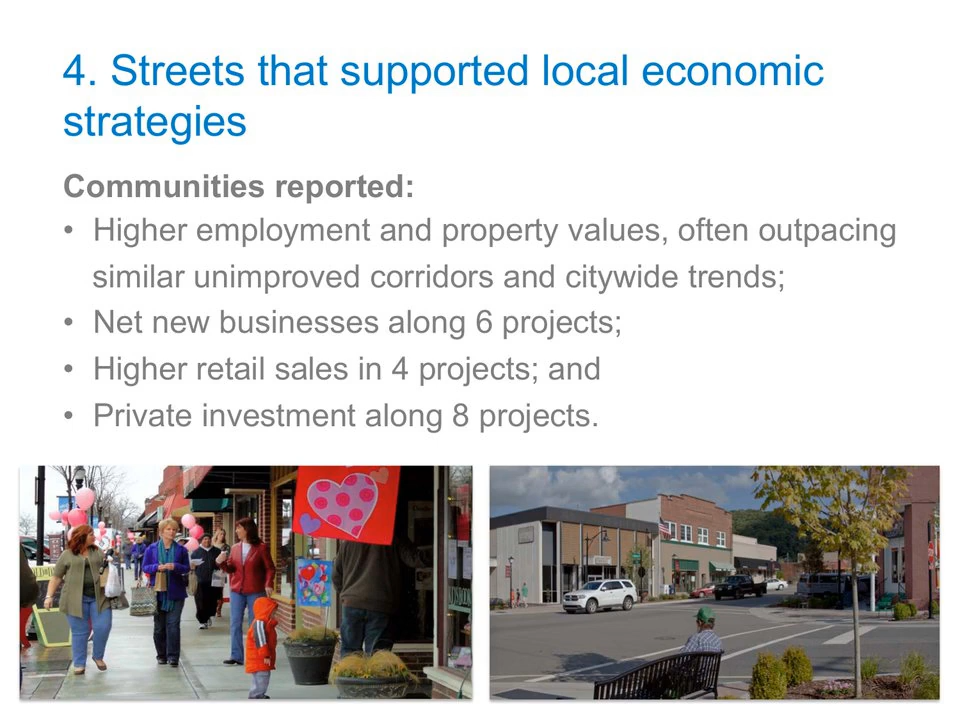 4. Streets that supported local economic
strategies
Communities reported:
• Higher employment and property values, often outpacing
similar unimproved corridors and citywide trends;
• Net new businesses along 6 projects;
• Higher retail sales in 4 projects; and
• Private investment along 8 projects.